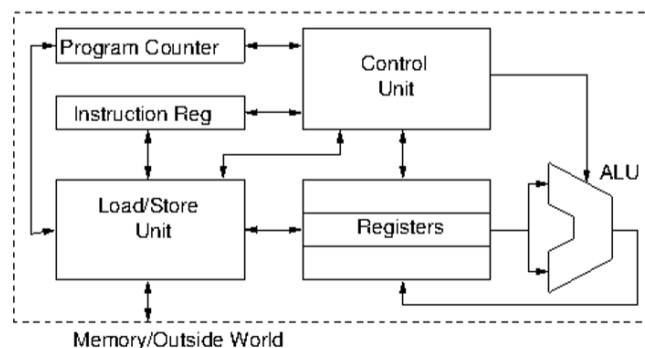 Program Counter
Control
Unit
Instruction Reg
ALU
Load/Store
Unit
Registers
Memory/Outside World